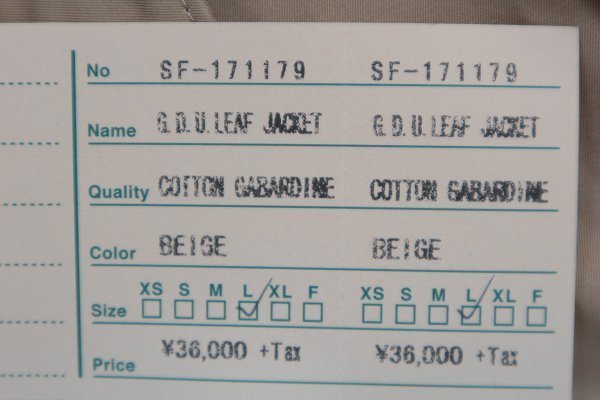 No SF-171179 SF-171179
Name G.D.U.LEAF JACKET G.D.U.LEAF JACKET
Quality COTTON GABARDINE COTTON GABARDINE
Color BEIGE BEIGE
XS S M L XL F XS S M L XL F
Size
Price ¥36,000 +Tax ¥36,000 +Tax